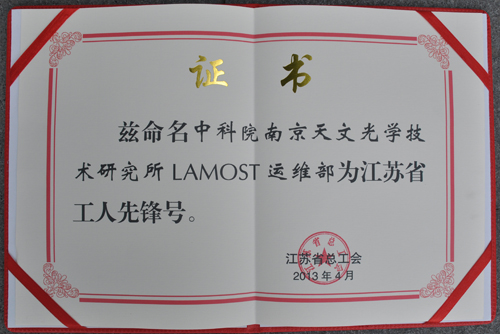 证 书
兹命名中科院南京天文光学技
术研究所 LAMOST 运维部为江苏省
工人先锋号。
江苏省总工会
2013 年 4 月